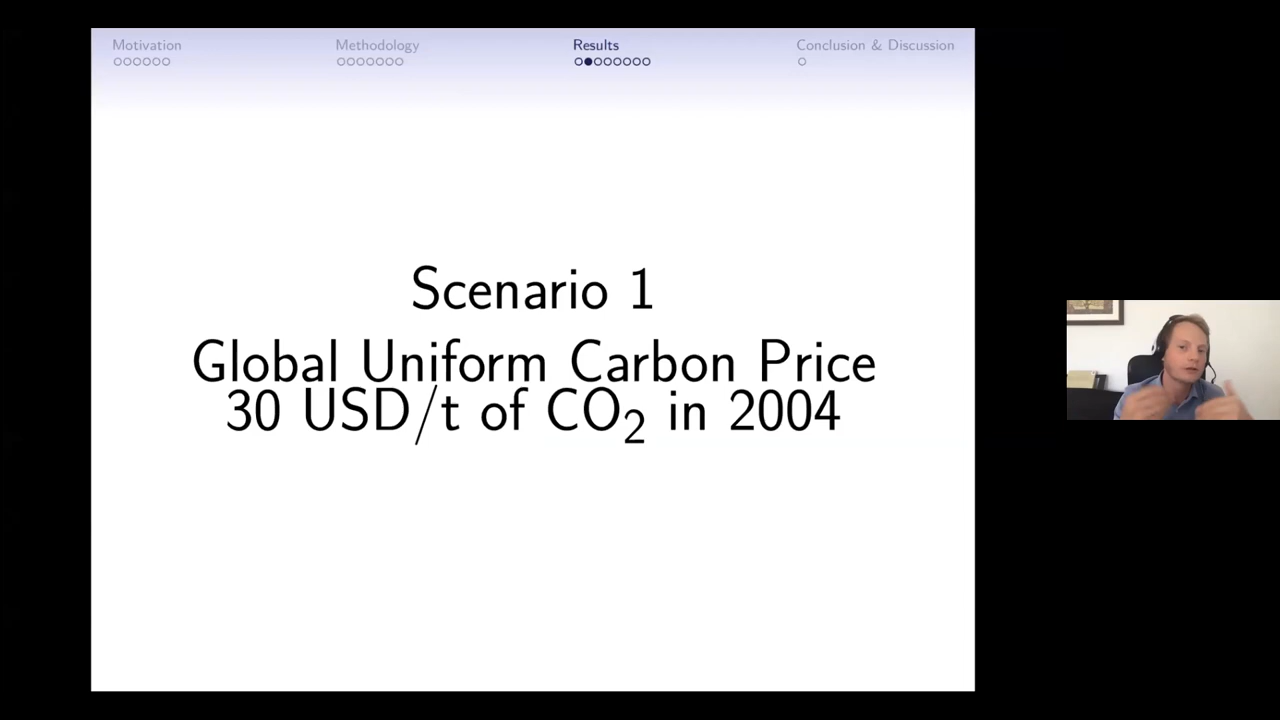 Motivation
Methodology
Results
Conclusion & Discussion
Scenario 1
Global Uniform Carbon Price
30 USD/t of CO₂ in 2004